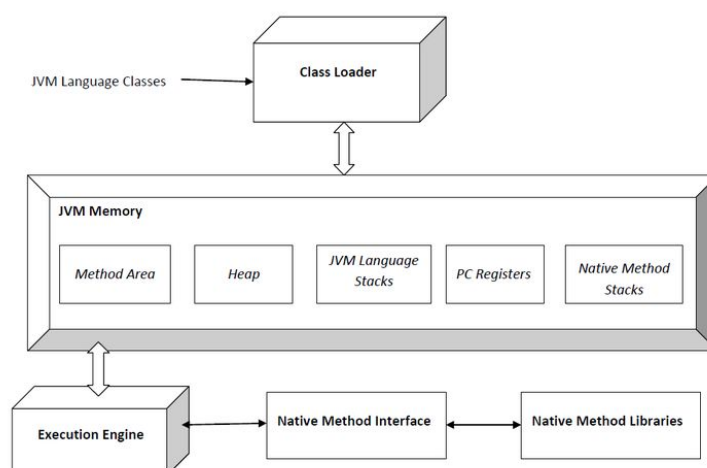 Class Loader
JVM Language Classes
JVM Memory
Method Area
Heap
JVM Language
Stacks
PC Registers
Native Method
Stacks
Execution Engine
Native Method Interface
Native Method Libraries